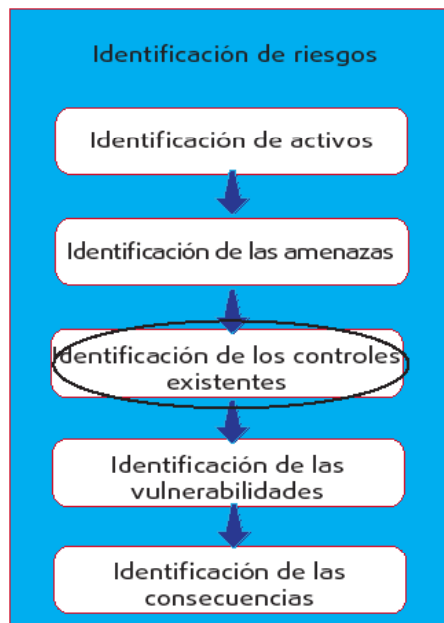 Identificación de riesgos
Identificación de activos
Identificación de las amenazas
Identificación de los controles
existentes
Identificación de las
vulnerabilidades
Identificación de las
consecuencias